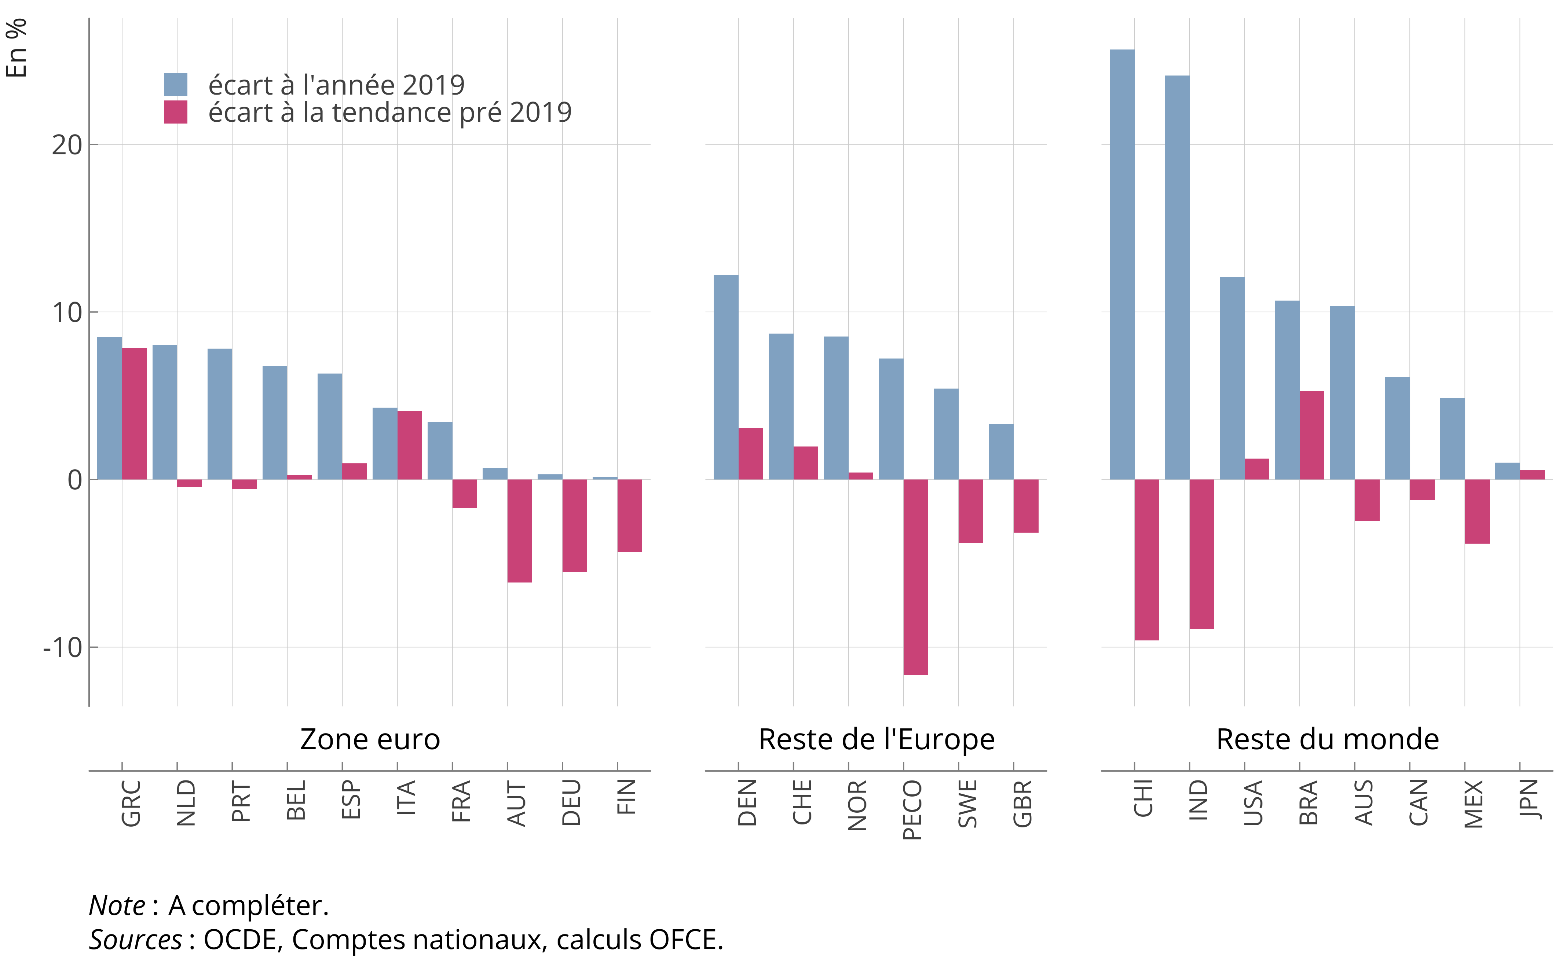 En %
écart à l'année 2019
écart à la tendance pré 2019
20
10
0
-10
Zone euro
Reste de l'Europe
Reste du monde
GRC
NLD
PRT
BEL
ESP
ITA
FRA
AUT
DEU
FIN
DEN
CHE
NOR
PECO
SWE
GBR
CHI
IND
USA
BRA
AUS
CAN
MEX
JPN
Note : A compléter.
Sources : OCDE, Comptes nationaux, calculs OFCE.